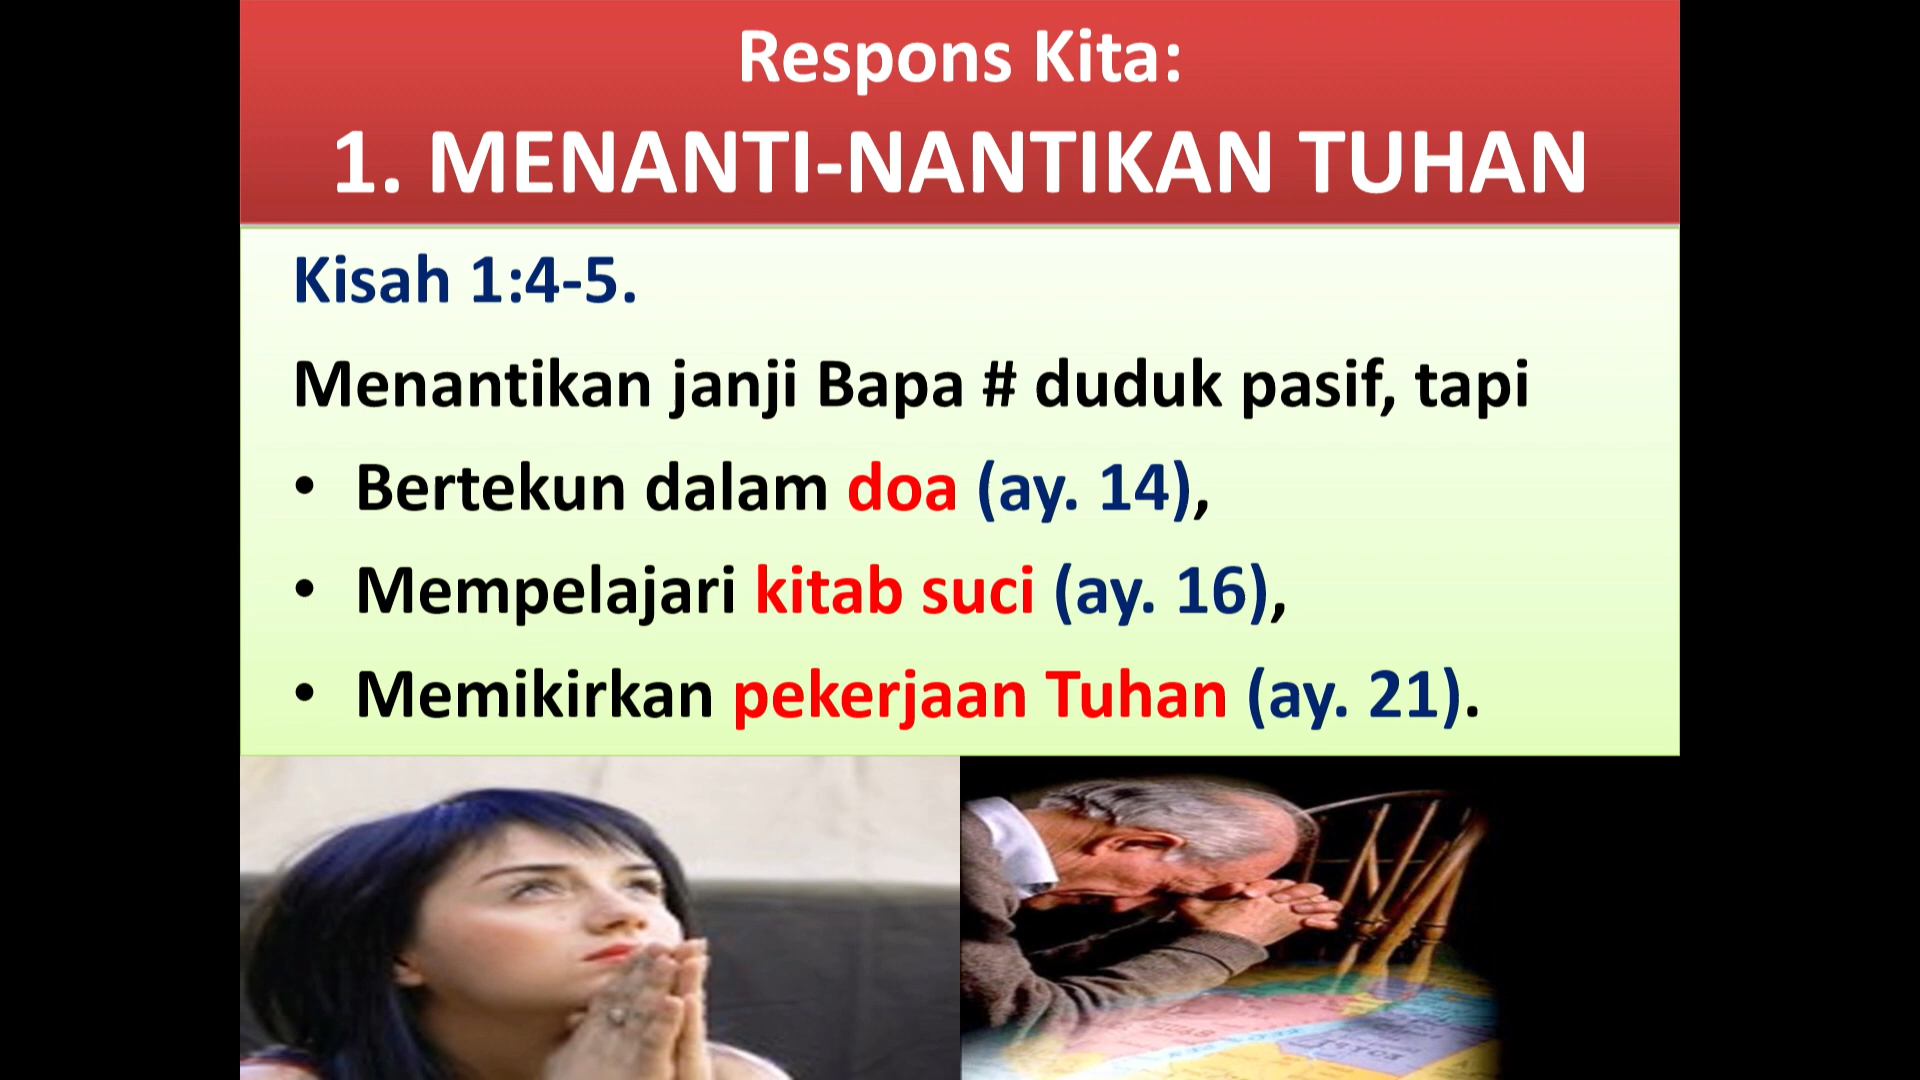 Respons Kita:
1. MENANTI-NANTIKAN TUHAN
Kisah 1:4-5.
Menantikan janji Bapa # duduk pasif, tapi
• Bertekun dalam doa (ay. 14),
• Mempelajari kitab suci (ay. 16),
• Memikirkan pekerjaan Tuhan (ay. 21).